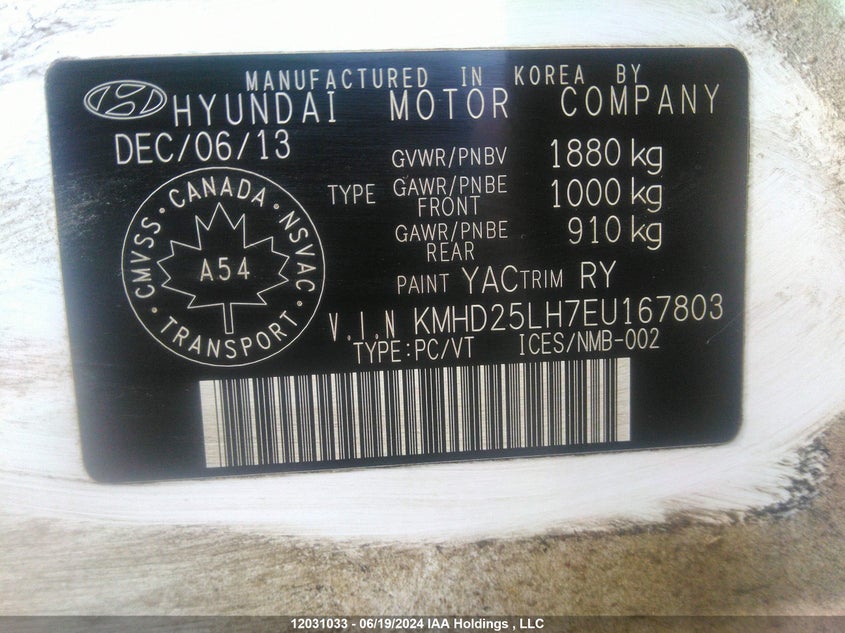 MANUFACTURED IN KOREA BY
HYUNDAI MOTOR COMPANY
DEC/06/13
GVWR/PNBV 1880 kg
TYPE GAWR/PNBE FRONT 1000 kg
GAWR/PNBE REAR 910 kg
PAINT YAC TRIM RY
CMVSS · CANADA · NSVAC · TRANSPORT ·
A54
V.I.N KMHD25LH7EU167803
TYPE:PC/VT ICES/NMB-002
12031033 - 06/19/2024 IAA Holdings , LLC